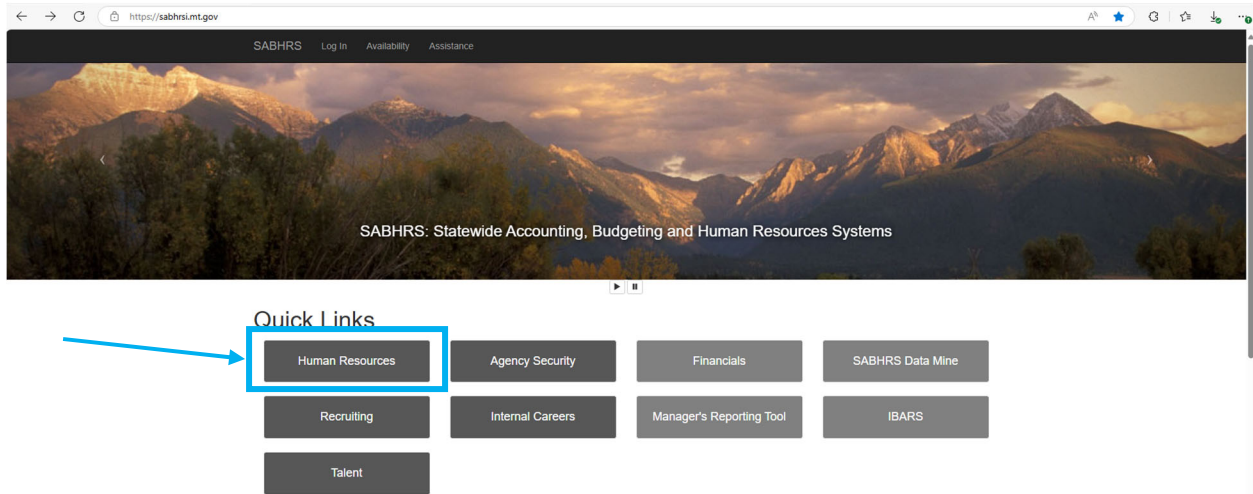 https://sabhrsi.mt.gov
SABHRS Log In Availability Assistance
SABHRS: Statewide Accounting, Budgeting and Human Resources Systems
Quick Links
Human Resources Agency Security Financials SABHRS Data Mine
Recruiting Internal Careers Manager's Reporting Tool IBARS
Talent